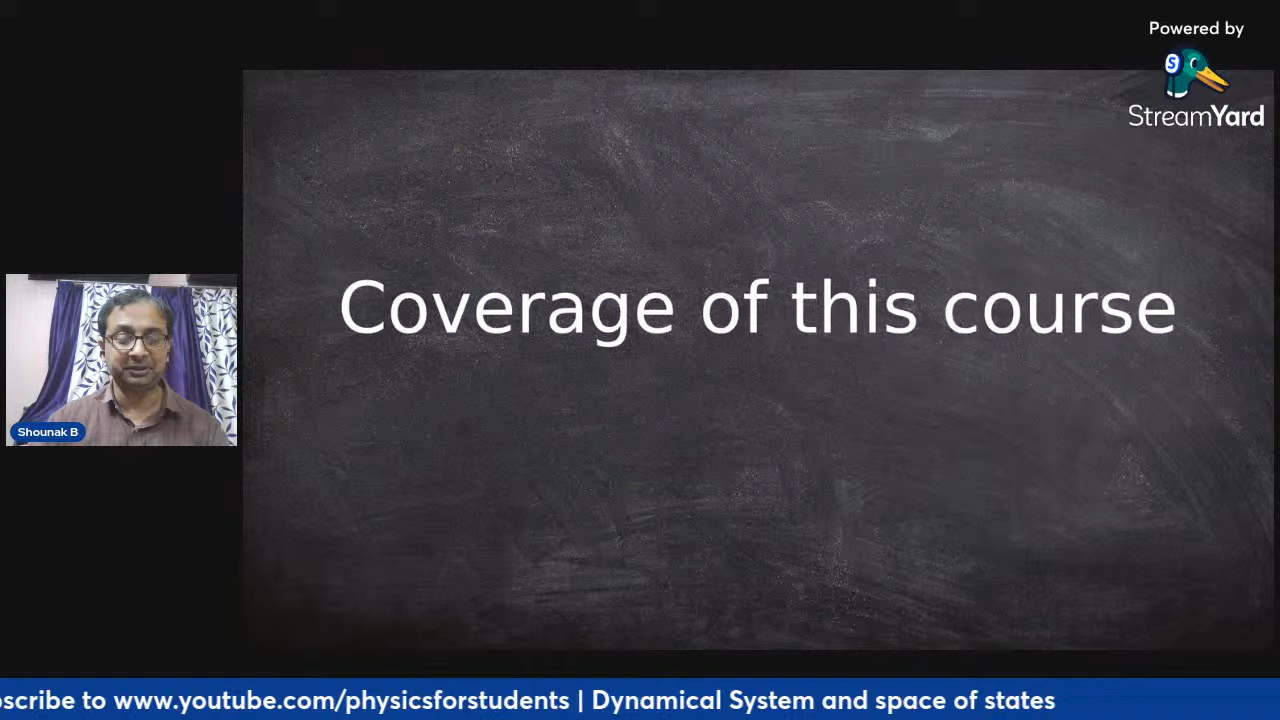 Powered by
StreamYard
Coverage of this course
Shounak B
scribe to www.youtube.com/physicsforstudents | Dynamical System and space of states